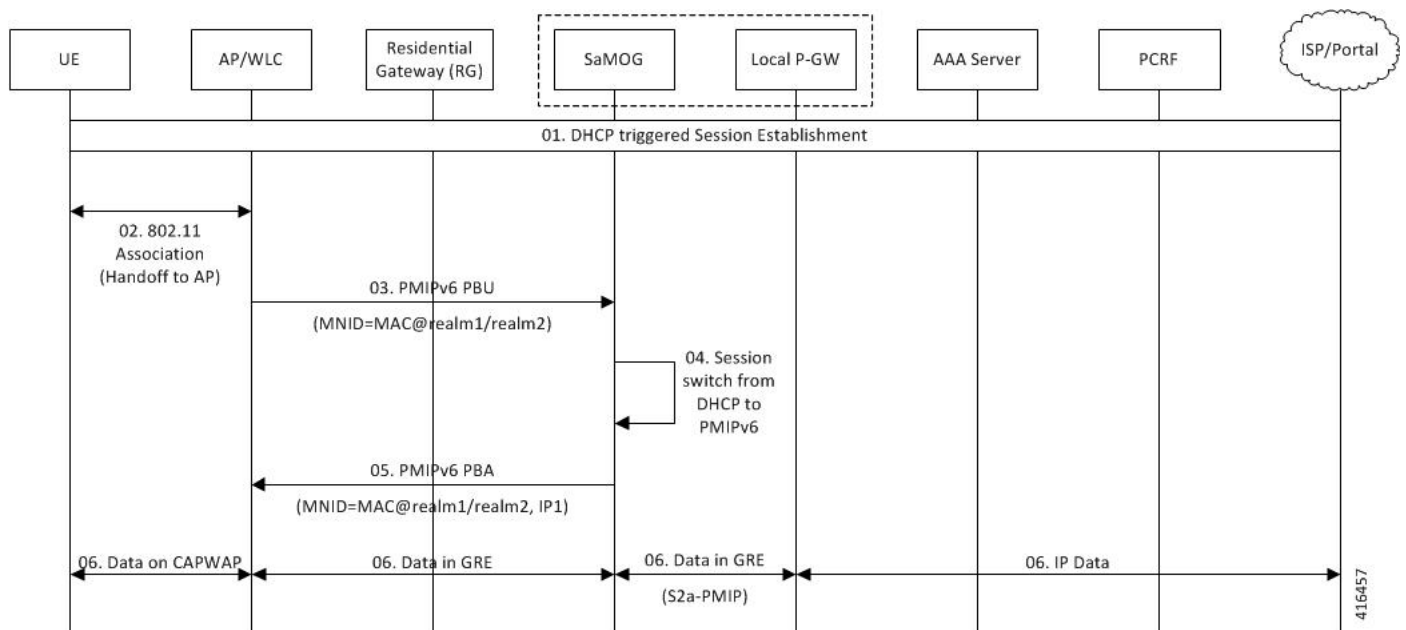 UE
AP/WLC
Residential
Gateway (RG)
SaMOG
Local P-GW
AAA Server
PCRF
ISP/Portal
01. DHCP triggered Session Establishment
02. 802.11
Association
(Handoff to AP)
03. PMIPv6 PBU
(MNID=MAC@realm1/realm2)
04. Session
switch from
DHCP to
PMIPv6
05. PMIPv6 PBA
(MNID=MAC@realm1/realm2, IP1)
06. Data on CAPWAP
06. Data in GRE
06. Data in GRE
(S2a-PMIP)
06. IP Data
416457